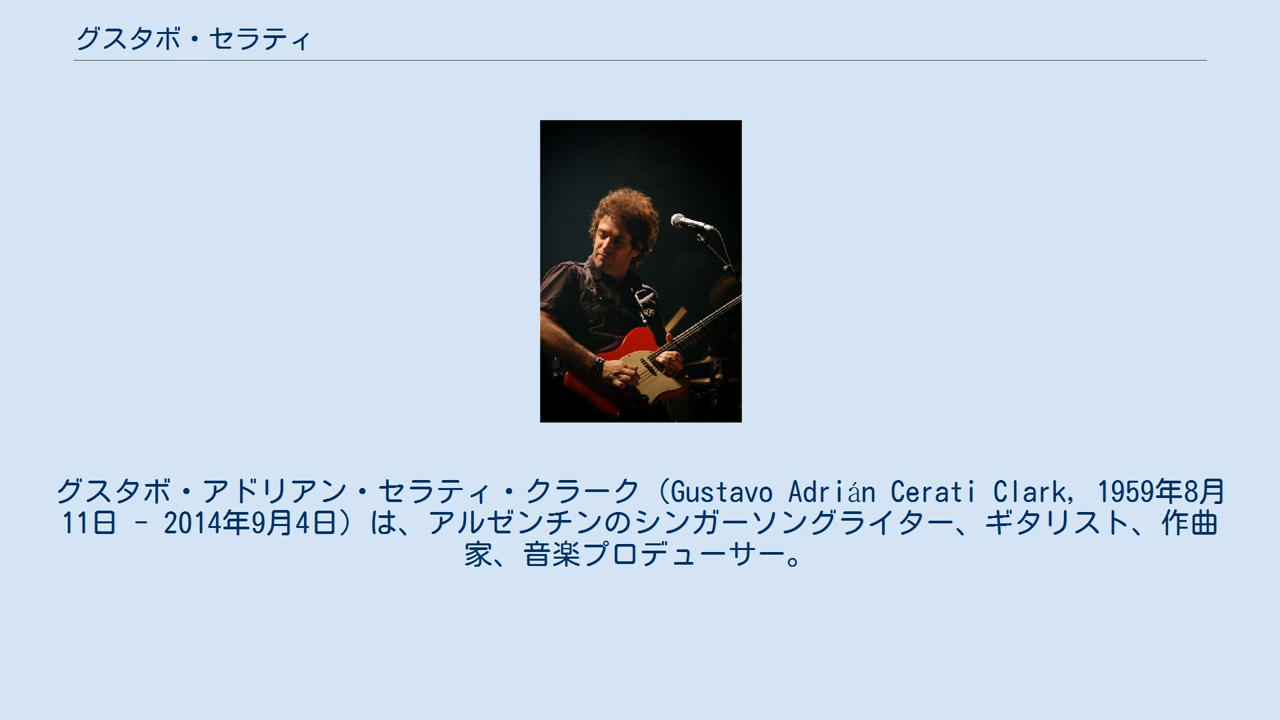 グスタボ・セラティ
グスタボ・アドリアン・セラティ・クラーク（Gustavo Adrián Cerati Clark, 1959年8月
11日 - 2014年9月4日）は、アルゼンチンのシンガーソングライター、ギタリスト、作曲
家、音楽プロデューサー。